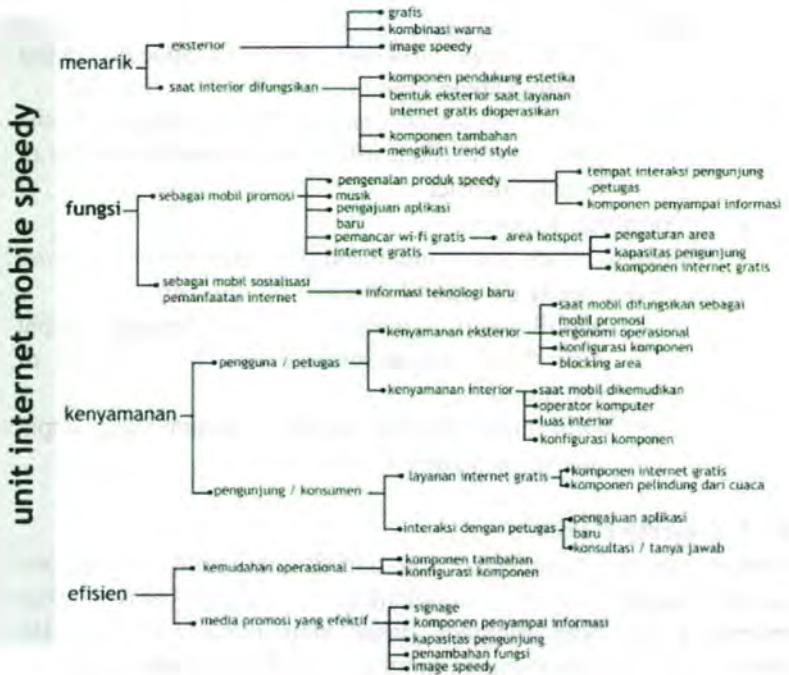 unit internet mobile speedy
menarik
eksterior
grafis
kombinasi warna
image speedy
saat interior difungsikan
komponen pendukung estetika
bentuk eksterior saat layanan
internet gratis dioperasikan
komponen tambahan
mengikuti trend style
fungsi
sebagai mobil promosi
pengenalan produk speedy
tempat interaksi pengunjung
-petugas
komponen penyampai informasi
musik
pengajuan aplikasi
baru
pemancar wi-fi gratis
area hotspot
internet gratis
pengaturan area
kapasitas pengunjung
komponen internet gratis
sebagai mobil sosialisasi
pemanfaatan internet
informasi teknologi baru
kenyamanan
pengguna / petugas
kenyamanan eksterior
saat mobil difungsikan sebagai
mobil promosi
ergonomi operasional
konfigurasi komponen
blocking area
kenyamanan interior
saat mobil dikemudikan
operator komputer
luas interior
konfigurasi komponen
pengunjung / konsumen
layanan internet gratis
komponen internet gratis
komponen pelindung dari cuaca
interaksi dengan petugas
pengajuan aplikasi
baru
konsultasi / tanya jawab
efisien
kemudahan operasional
komponen tambahan
konfigurasi komponen
media promosi yang efektif
signage
komponen penyampai informasi
kapasitas pengunjung
penambahan fungsi
image speedy